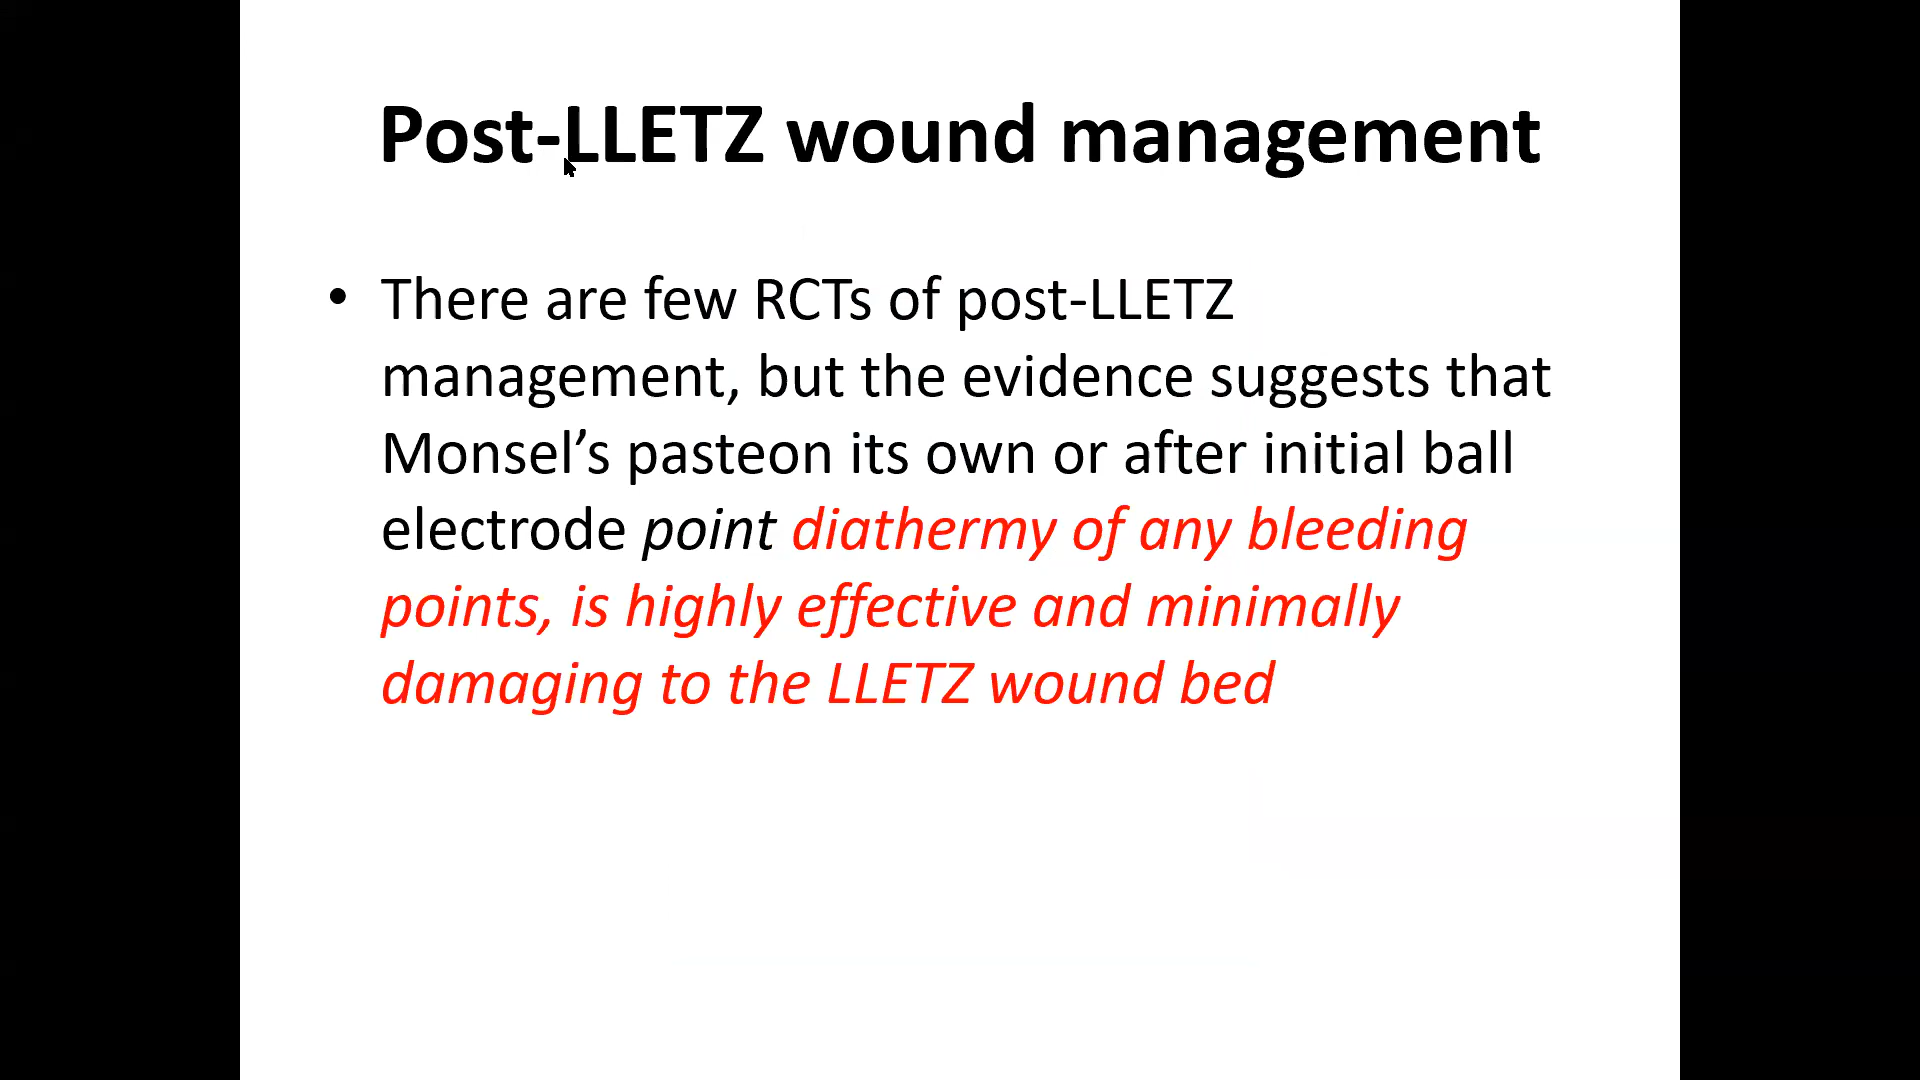 Post-LLETZ wound management
• There are few RCTs of post-LLETZ
management, but the evidence suggests that
Monsel’s pasteon its own or after initial ball
electrode point diathermy of any bleeding
points, is highly effective and minimally
damaging to the LLETZ wound bed